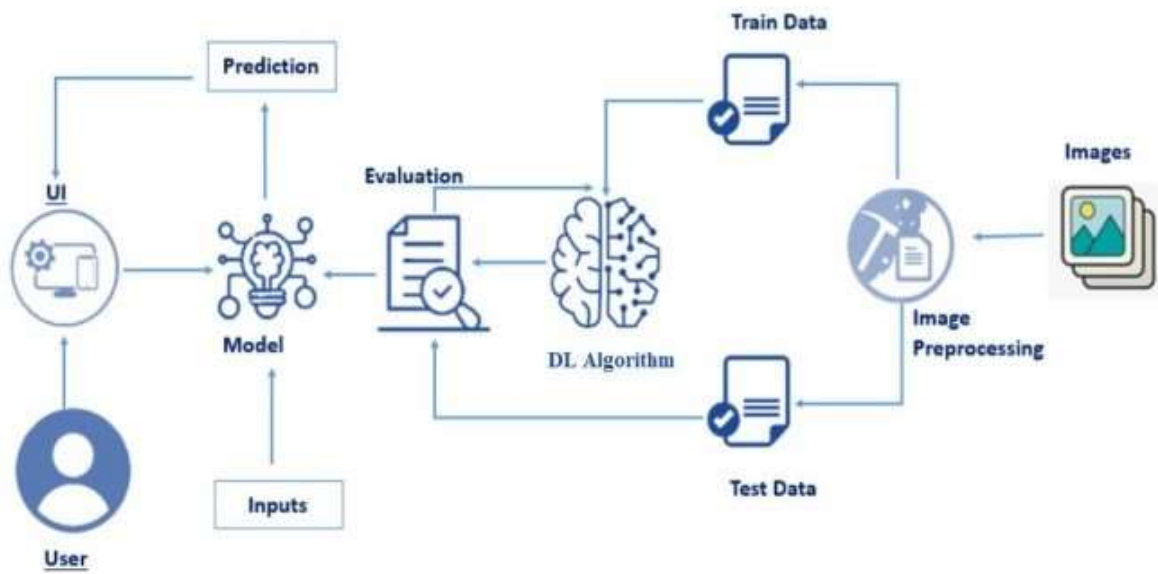 Train Data
Prediction
Images
Evaluation
UI
Model
DL Algorithm
Image
Preprocessing
Inputs
Test Data
User